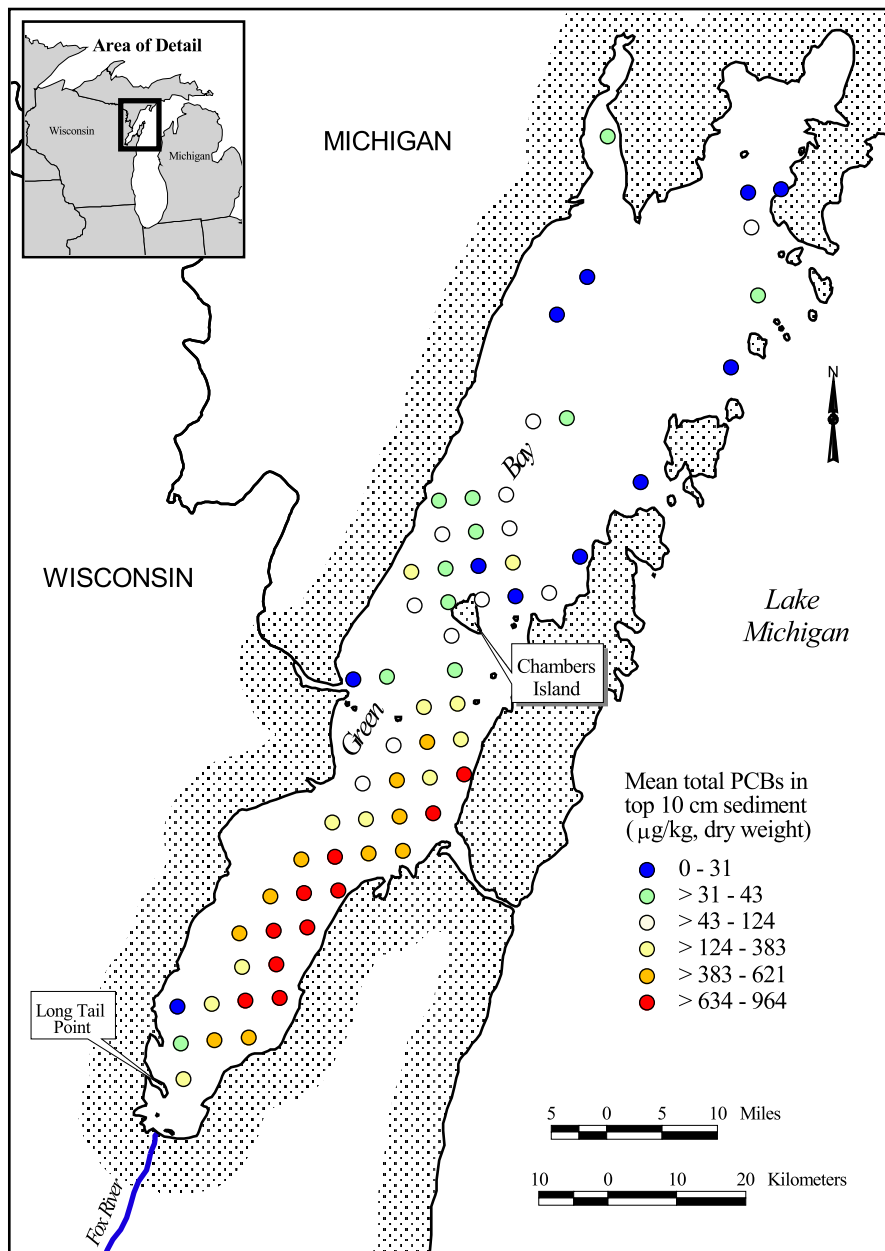 Area of Detail
Wisconsin
Michigan
MICHIGAN
N
Bay
WISCONSIN
Lake
Michigan
Chambers
Island
Green
Mean total PCBs in
top 10 cm sediment
(μg/kg, dry weight)
0 - 31
> 31 - 43
> 43 - 124
> 124 - 383
> 383 - 621
> 634 - 964
Long Tail
Point
5 0 5 10 Miles
10 0 10 20 Kilometers
Fox River